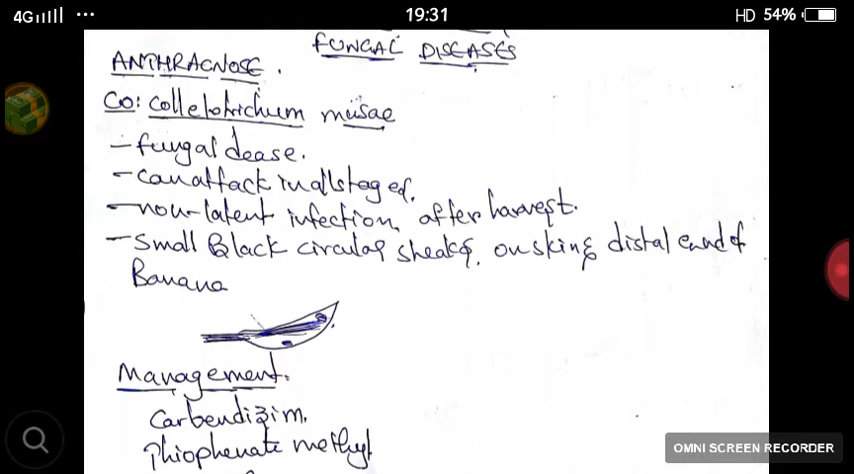 4G ... 19:31 HD 54%
FUNGAL DISEASES
ANTHRACNOSE.
CO: Colletotrichum musae
- fungal dease.
- can attack in all stages.
- non-latent infection, after harvest.
- Small Black circular on skin & distal end of
Banana
Management.
Carbendizim.
Thiophenate methyl
OMNI SCREEN RECORDER